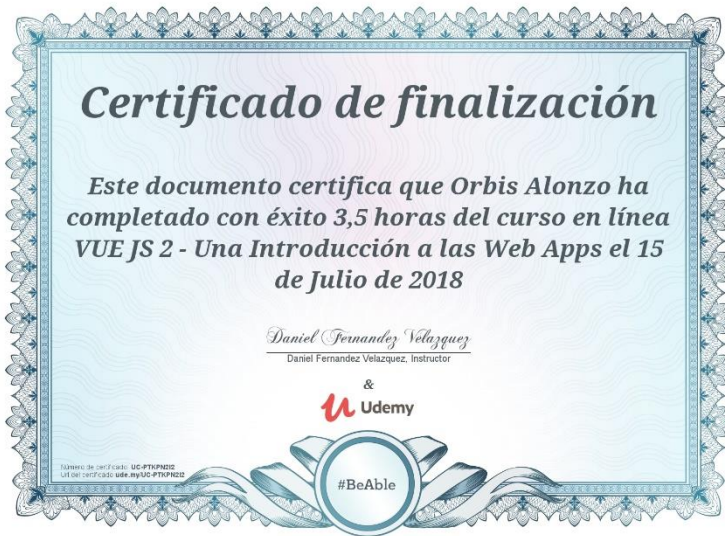 Certificado de finalización
Este documento certifica que Orbis Alonzo ha
completado con éxito 3,5 horas del curso en línea
VUE JS 2 - Una Introducción a las Web Apps el 15
de Julio de 2018
Daniel Fernandez Velazquez
Daniel Fernandez Velazquez, Instructor
&
Udemy
Número de certificado: UC-PTKPN2I2
Url del certificado: ude.my/UC-PTKPN2I2
#BeAble